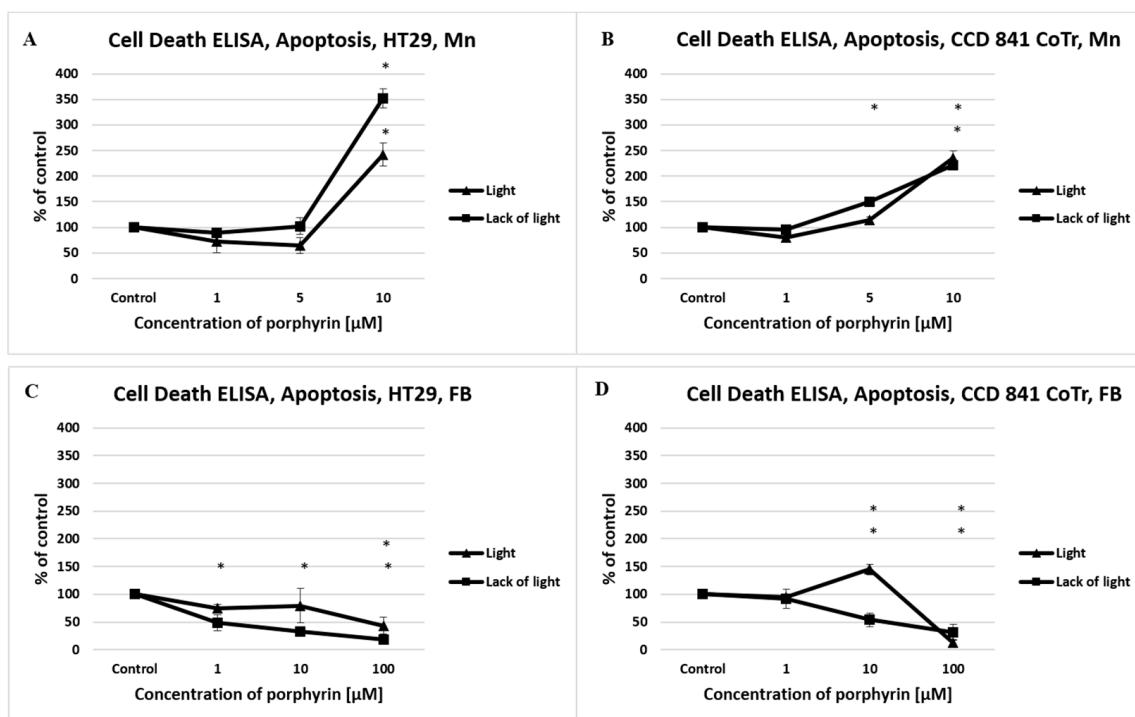 A
Cell Death ELISA, Apoptosis, HT29, Mn
400
350
300
250
200
150
100
50
0
% of control
*
*
Control 1 5 10
Concentration of porphyrin [µM]
Light
Lack of light
B
Cell Death ELISA, Apoptosis, CCD 841 CoTr, Mn
400
350
300
250
200
150
100
50
0
% of control
* *
*
Control 1 5 10
Concentration of porphyrin [µM]
Light
Lack of light
C
Cell Death ELISA, Apoptosis, HT29, FB
400
350
300
250
200
150
100
50
0
% of control
*
* * *
Control 1 10 100
Concentration of porphyrin [µM]
Light
Lack of light
D
Cell Death ELISA, Apoptosis, CCD 841 CoTr, FB
400
350
300
250
200
150
100
50
0
% of control
* *
* *
Control 1 10 100
Concentration of porphyrin [µM]
Light
Lack of light